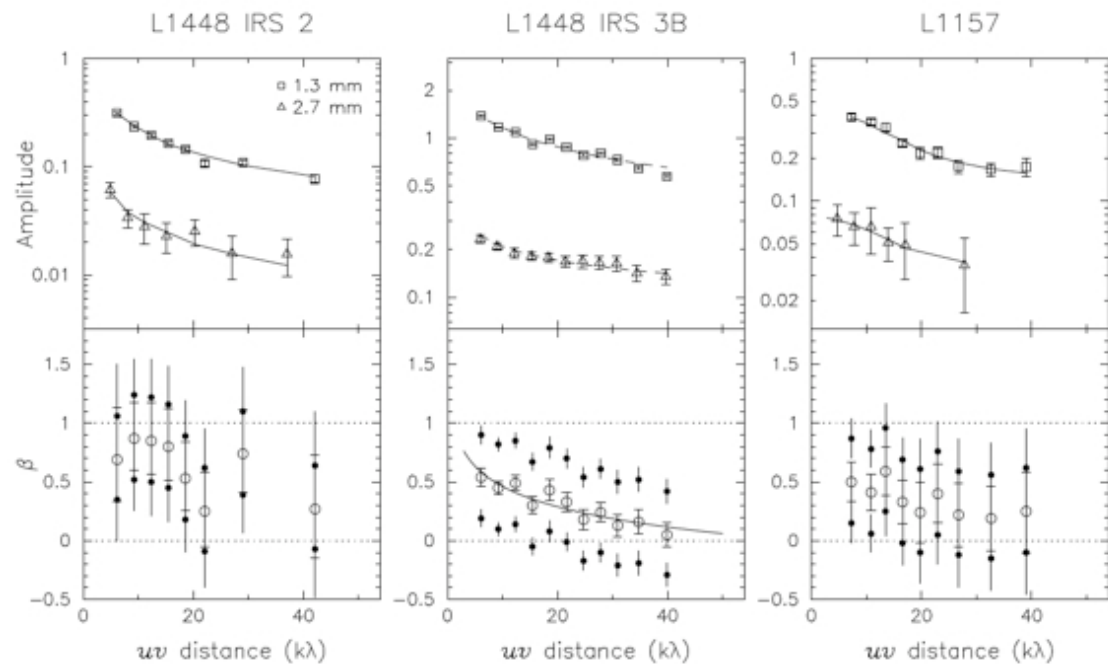 L1448 IRS 2 L1448 IRS 3B L1157
1 2 0.5
0.1 1 0.2
0.01 0.5 0.1
0.2 0.05
0.1 0.02
□ 1.3 mm
△ 2.7 mm
Amplitude
1.5 1.5 1.5
1 1 1
0.5 0.5 0.5
0 0 0
−0.5 −0.5 −0.5
β
0 20 40 0 20 40 0 20 40
uv distance (kλ) uv distance (kλ) uv distance (kλ)